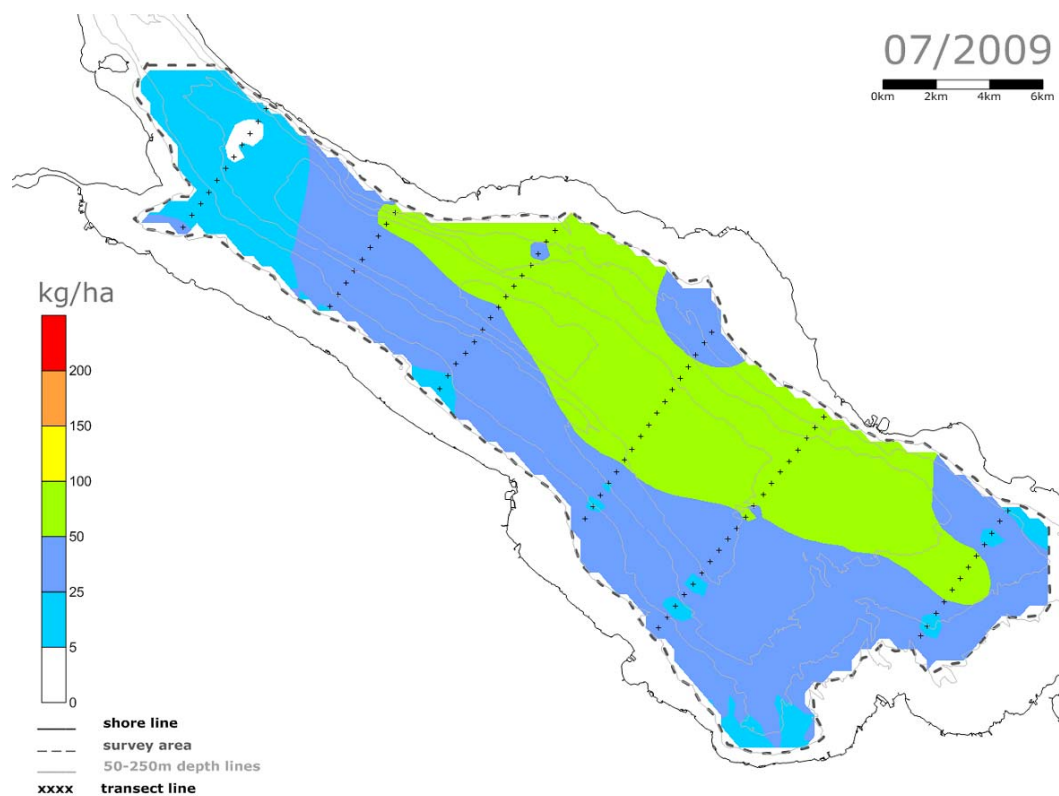 07/2009
0km 2km 4km 6km
kg/ha
200
150
100
50
25
5
0
shore line
survey area
50-250m depth lines
xxxx transect line